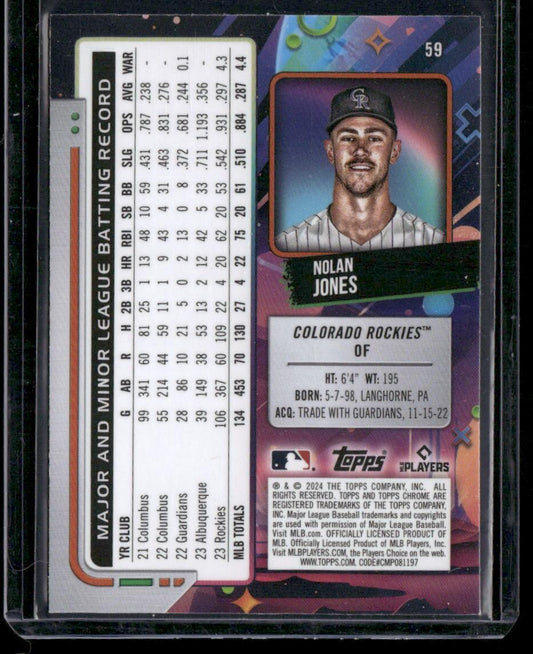 59
NOLAN
JONES
COLORADO ROCKIES™
OF
HT: 6'4" WT: 195
BORN: 5-7-98, LANGHORNE, PA
ACQ: TRADE WITH GUARDIANS, 11-15-22
topps
MLB PLAYERS
® & © 2024 THE TOPPS COMPANY, INC. ALL
RIGHTS RESERVED. TOPPS AND TOPPS CHROME ARE
REGISTERED TRADEMARKS OF THE TOPPS COMPANY,
INC. Major League Baseball trademarks and copyrights
are used with permission of Major League Baseball.
Visit MLB.com. OFFICIALLY LICENSED PRODUCT OF
MLB. Officially Licensed Product of MLB Players, Inc.
Visit MLBPLAYERS.com, the Players Choice on the web.
WWW.TOPPS.COM. CODE#CMP081197
MAJOR AND MINOR LEAGUE BATTING RECORD
YR CLUB G AB R H 2B 3B HR RBI SB BB SLG OPS AVG WAR
21 Columbus 99 341 60 81 25 1 13 48 10 59 .431 .787 .238 -
22 Columbus 55 214 44 59 11 1 9 43 4 31 .463 .831 .276 -
22 Guardians 28 86 10 21 5 0 2 13 0 8 .372 .681 .244 0.1
23 Albuquerque 39 149 38 53 13 2 12 42 5 33 .711 1.193 .356 -
23 Rockies 106 367 60 109 22 4 20 62 20 53 .542 .931 .297 4.3
MLB TOTALS 134 453 70 130 27 4 22 75 20 61 .510 .884 .287 4.4